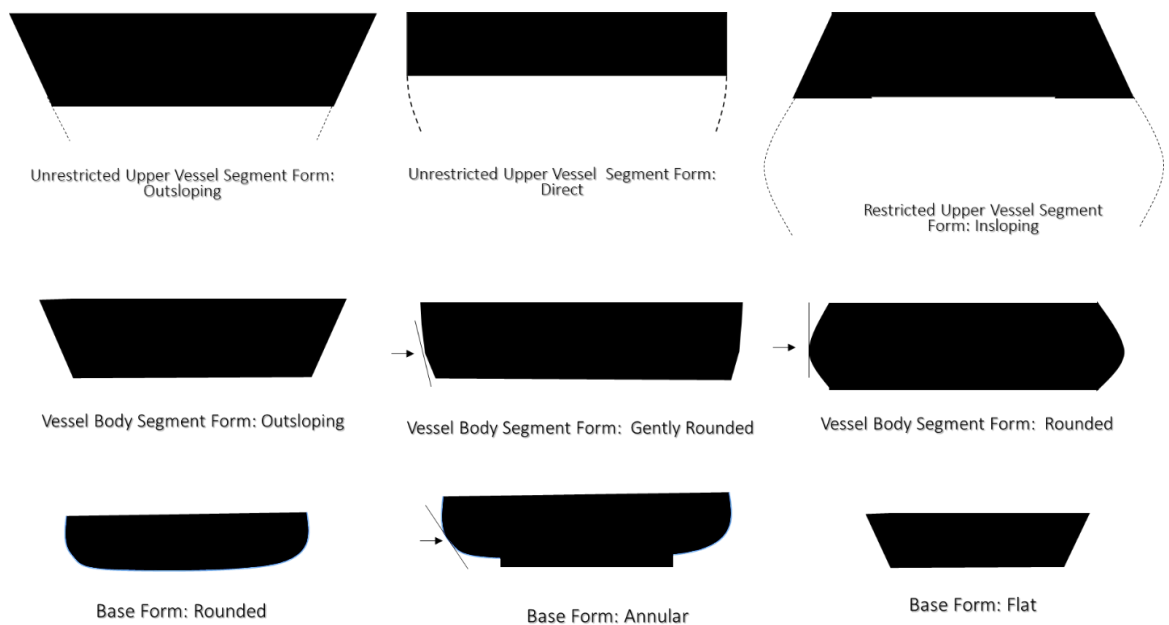 Unrestricted Upper Vessel Segment Form:
Outsloping
Unrestricted Upper Vessel  Segment Form:
Direct
Restricted Upper Vessel Segment
Form: Insloping
Vessel Body Segment Form: Outsloping
Vessel Body Segment Form:  Gently Rounded
Vessel Body Segment Form:  Rounded
Base Form: Rounded
Base Form: Annular
Base Form: Flat